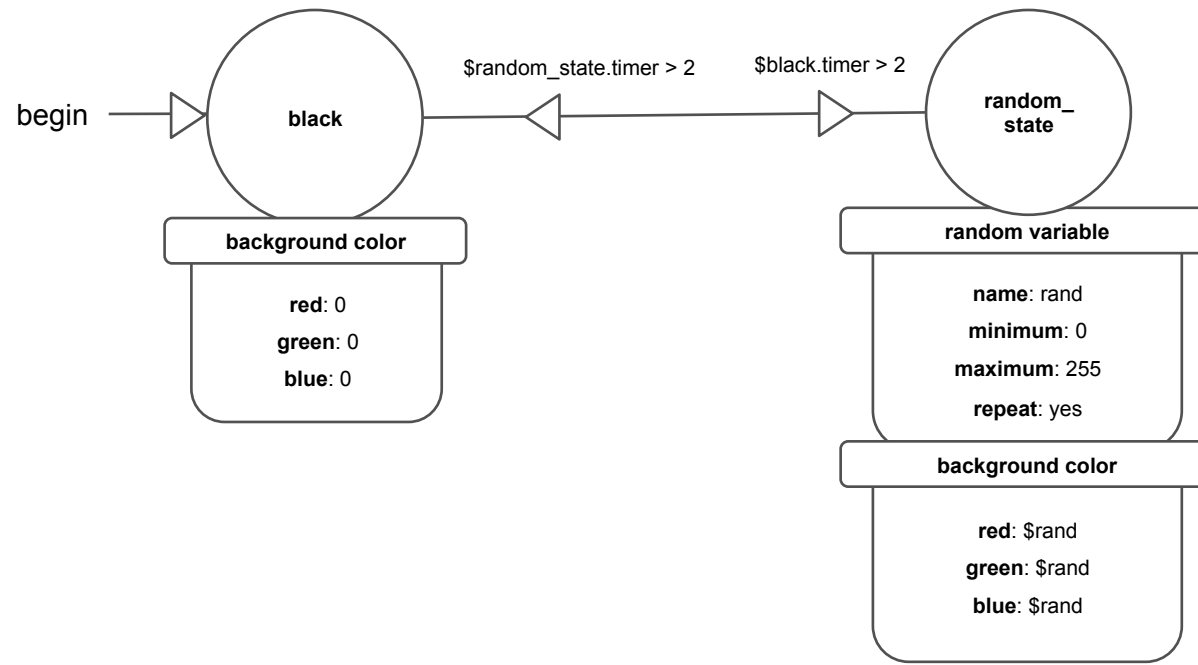 begin
black
$random_state.timer > 2
$black.timer > 2
random_
state
background color
red: 0
green: 0
blue: 0
random variable
name: rand
minimum: 0
maximum: 255
repeat: yes
background color
red: $rand
green: $rand
blue: $rand